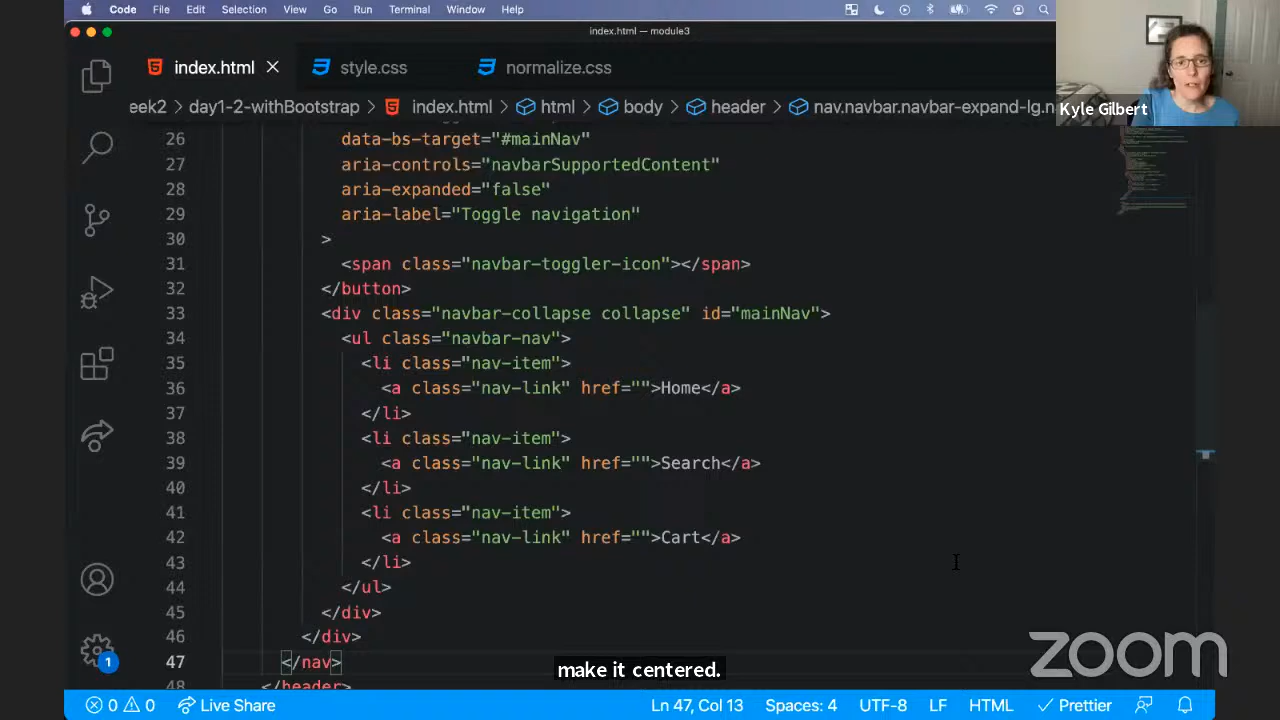 Code File Edit Selection View Go Run Terminal Window Help
index.html — module3
index.html style.css normalize.css
Kyle Gilbert
eek2 > day1-2-withBootstrap > index.html > html > body > header > nav.navbar.navbar-expand-lg.n
26 data-bs-target="#mainNav"
27 aria-controls="navbarSupportedContent"
28 aria-expanded="false"
29 aria-label="Toggle navigation"
30 >
31 <span class="navbar-toggler-icon"></span>
32 </button>
33 <div class="navbar-collapse collapse" id="mainNav">
34 <ul class="navbar-nav">
35 <li class="nav-item">
36 <a class="nav-link" href="">Home</a>
37 </li>
38 <li class="nav-item">
39 <a class="nav-link" href="">Search</a>
40 </li>
41 <li class="nav-item">
42 <a class="nav-link" href="">Cart</a>
43 </li>
44 </ul>
45 </div>
46 </div>
47 </nav>
48 </header>
1
make it centered.
zoom
0 0 Live Share Ln 47, Col 13 Spaces: 4 UTF-8 LF HTML Prettier